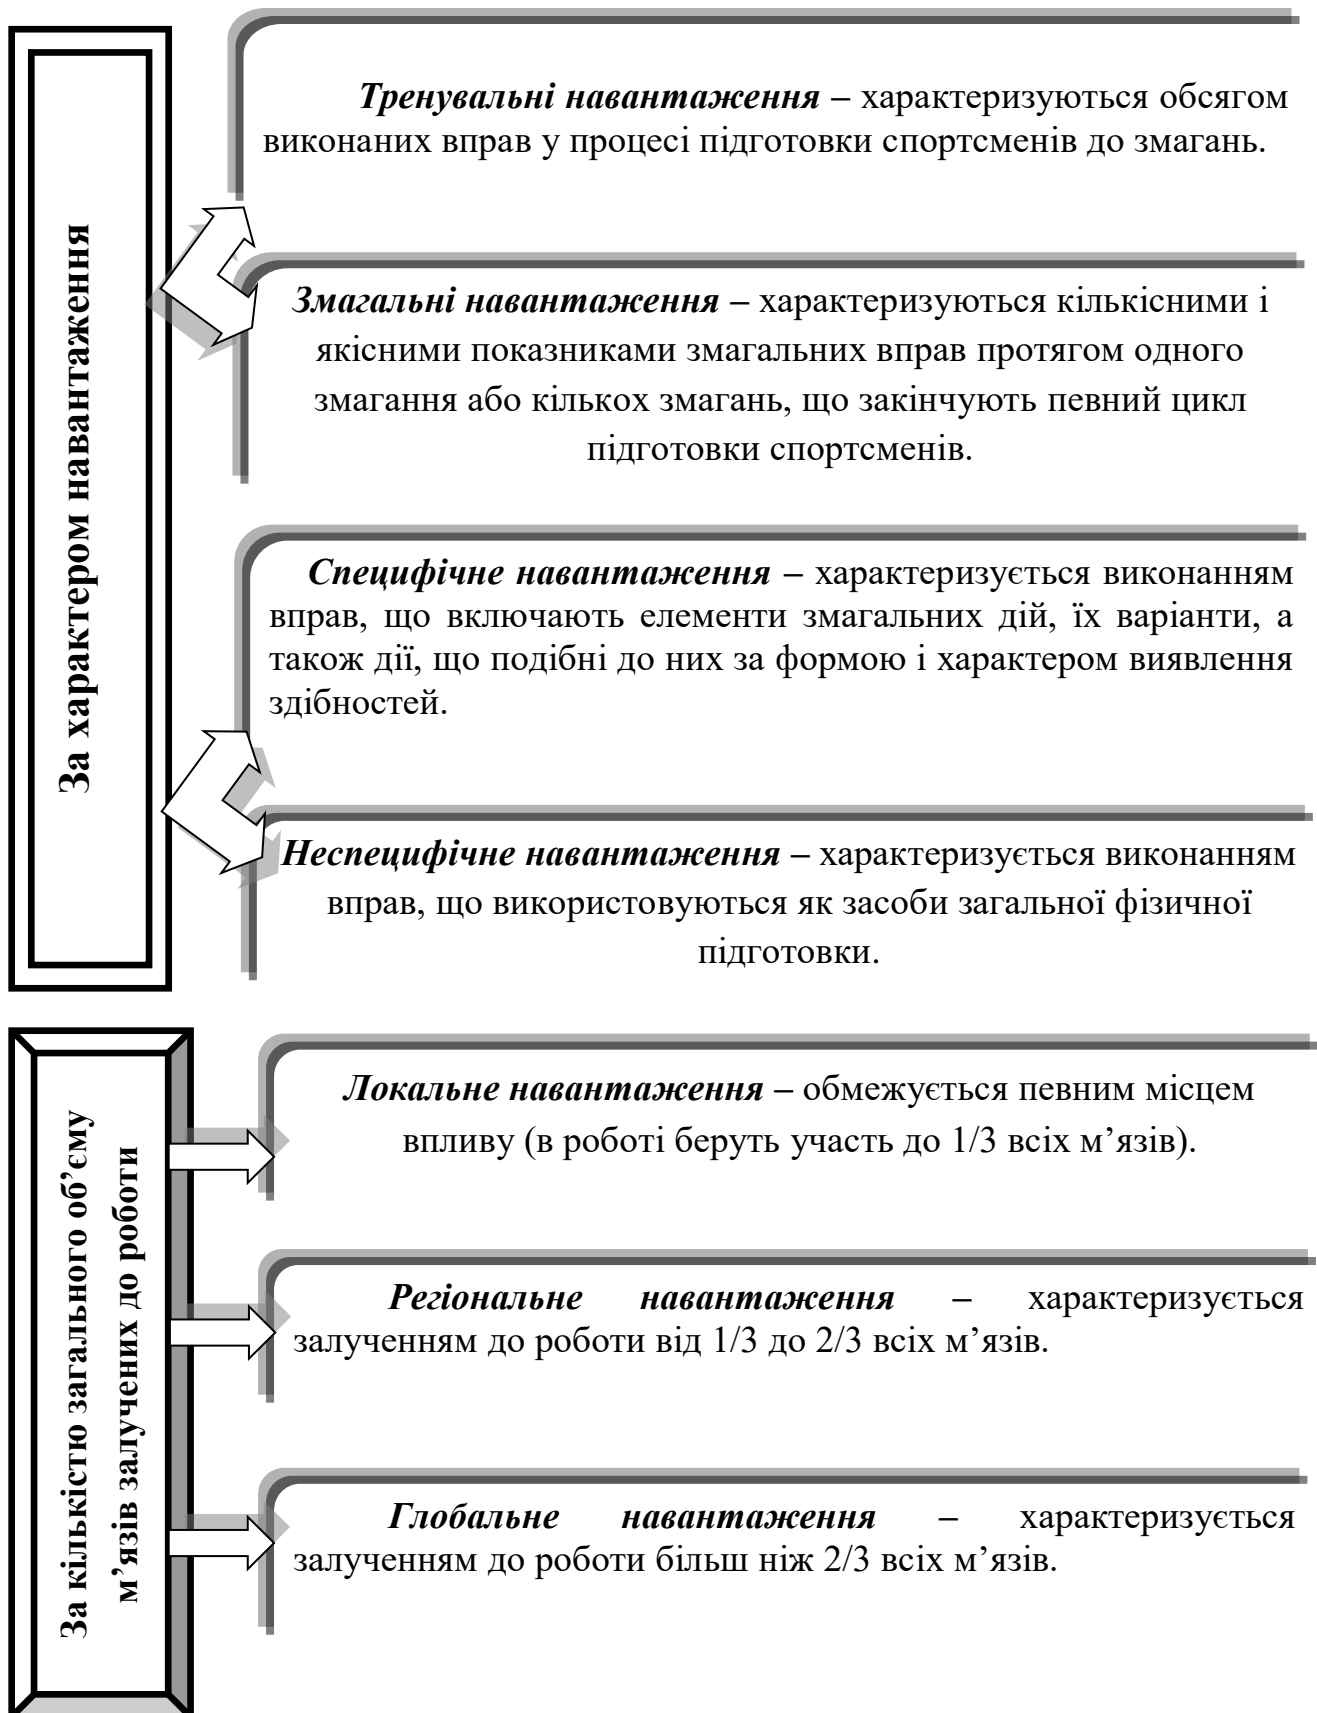 За характером навантаження
Тренувальні навантаження – характеризуються обсягом
виконаних вправ у процесі підготовки спортсменів до змагань.
Змагальні навантаження – характеризуються кількісними і
якісними показниками змагальних вправ протягом одного
змагання або кількох змагань, що закінчують певний цикл
підготовки спортсменів.
Специфічне навантаження – характеризується виконанням
вправ, що включають елементи змагальних дій, їх варіанти, а
також дії, що подібні до них за формою і характером виявлення
здібностей.
Неспецифічне навантаження – характеризується виконанням
вправ, що використовуються як засоби загальної фізичної
підготовки.
За кількістю загального об’єму
м’язів залучених до роботи
Локальне навантаження – обмежується певним місцем
впливу (в роботі беруть участь до 1/3 всіх м’язів).
Регіональне навантаження – характеризується
залученням до роботи від 1/3 до 2/3 всіх м’язів.
Глобальне навантаження – характеризується
залученням до роботи більш ніж 2/3 всіх м’язів.